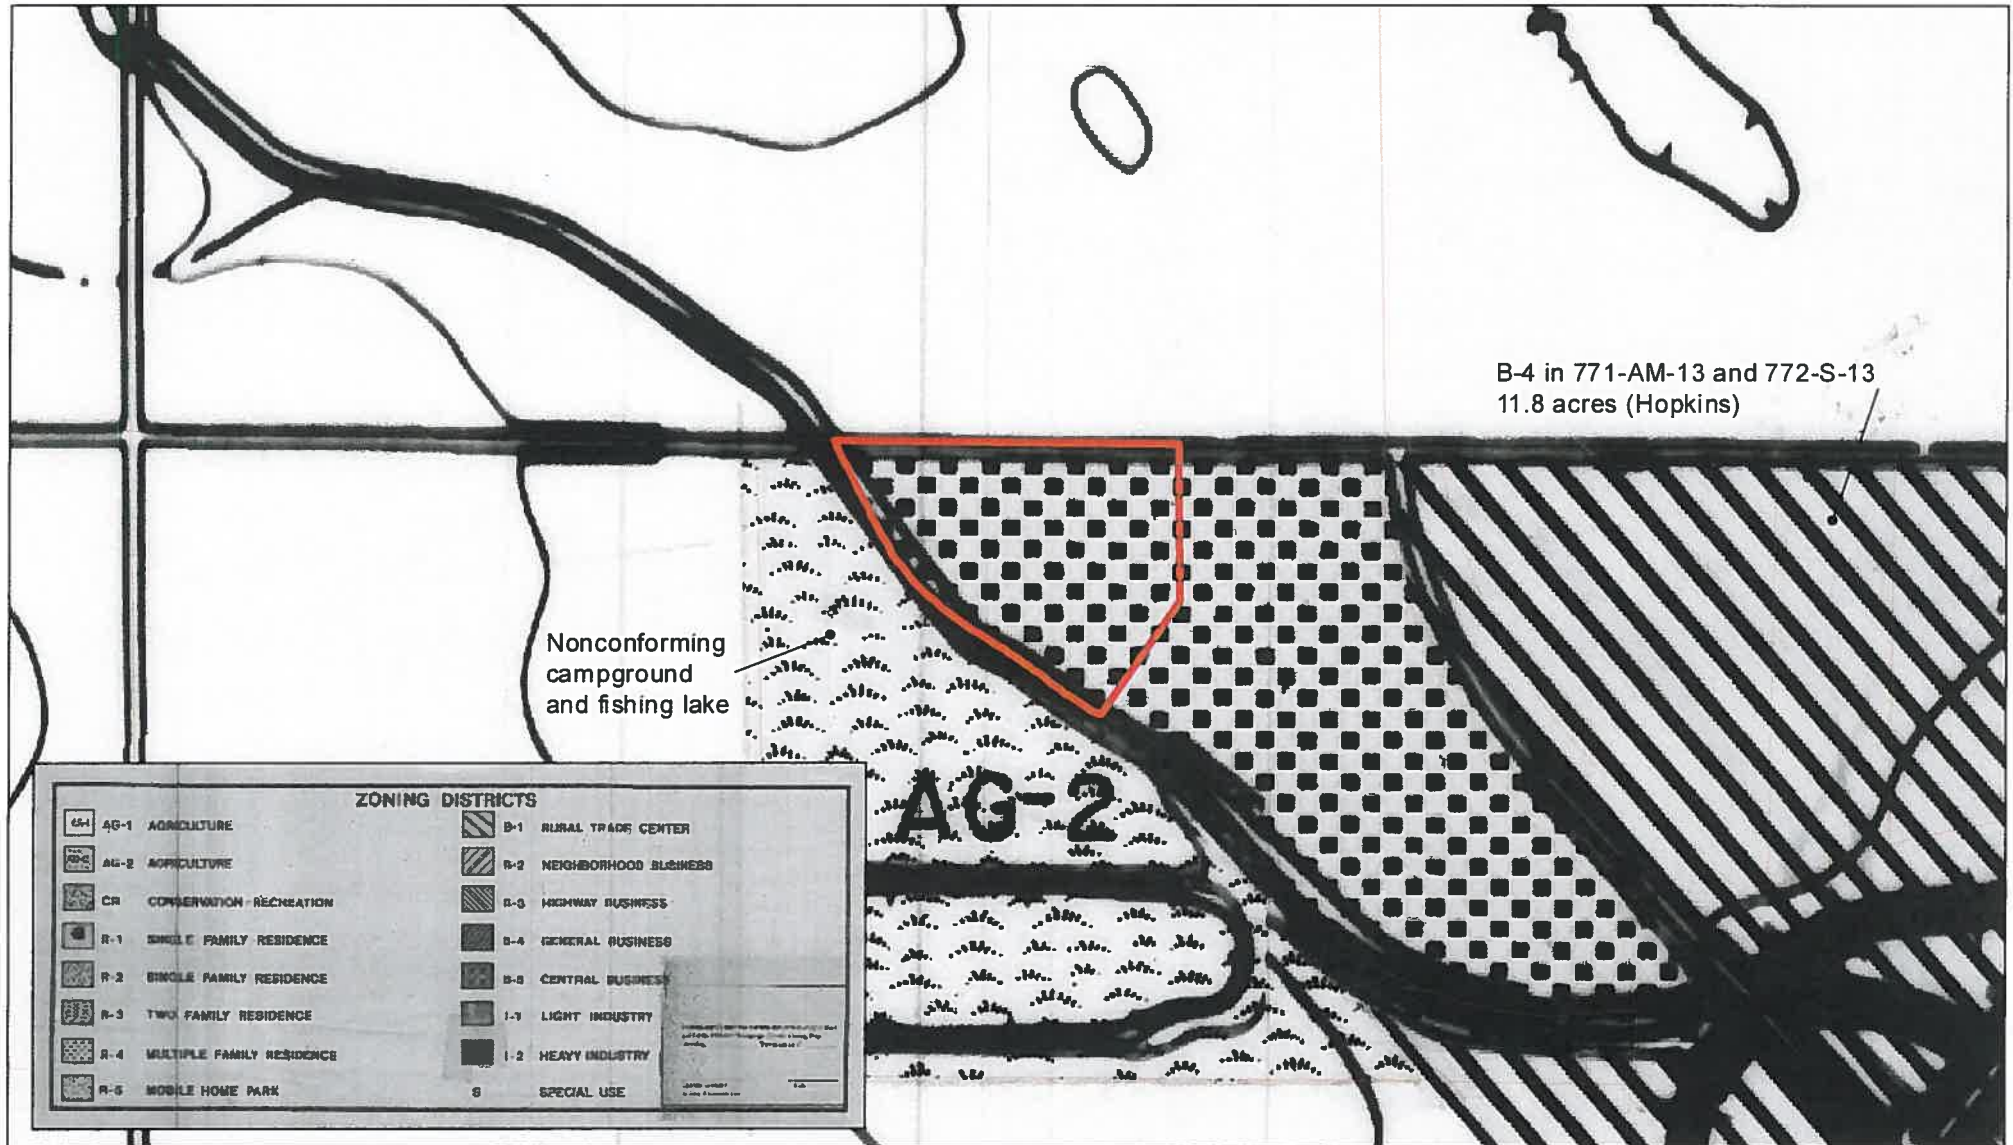 B-4 in 771-AM-13 and 772-S-13
11.8 acres (Hopkins)
Nonconforming
campground
and fishing lake
AG-2
ZONING DISTRICTS
AG-1 AGRICULTURE
AG-2 AGRICULTURE
CR CONSERVATION-RECREATION
R-1 SINGLE FAMILY RESIDENCE
R-2 SINGLE FAMILY RESIDENCE
R-3 TWO FAMILY RESIDENCE
R-4 MULTIPLE FAMILY RESIDENCE
R-5 MOBILE HOME PARK
B-1 RURAL TRADE CENTER
B-2 NEIGHBORHOOD BUSINESS
B-3 HIGHWAY BUSINESS
B-4 GENERAL BUSINESS
B-5 CENTRAL BUSINESS
I-1 LIGHT INDUSTRY
I-2 HEAVY INDUSTRY
S SPECIAL USE